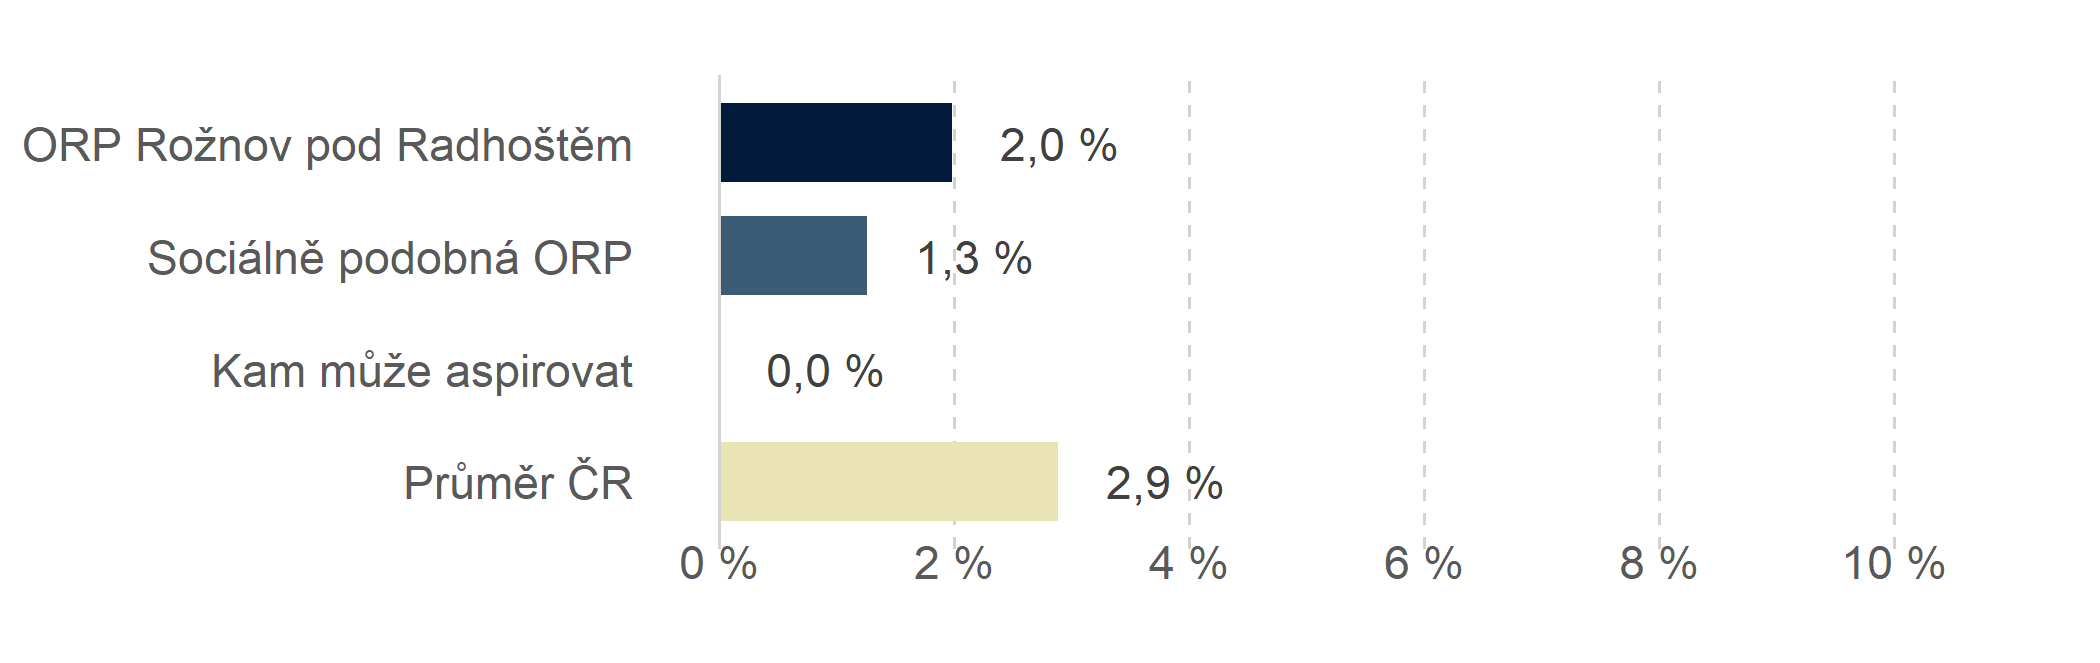 ORP Rožnov pod Radhoštěm 2,0 %
Sociálně podobná ORP 1,3 %
Kam může aspirovat 0,0 %
Průměr ČR 2,9 %
0 % 2 % 4 % 6 % 8 % 10 %